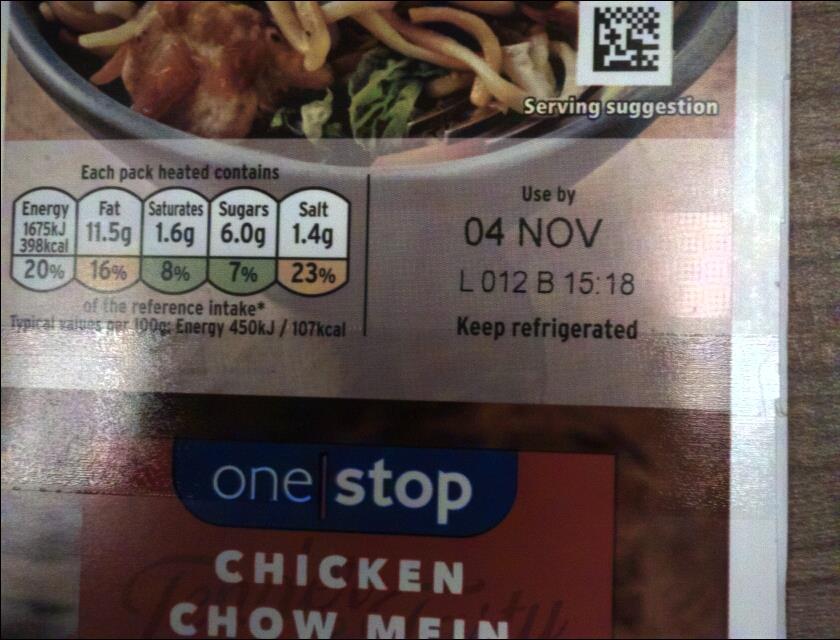 Serving suggestion
Each pack heated contains
Energy 1675kJ 398kcal 20%
Fat 11.5g 16%
Saturates 1.6g 8%
Sugars 6.0g 7%
Salt 1.4g 23%
of the reference intake*
Typical values per 100g: Energy 450kJ / 107kcal
Use by
04 NOV
L 012 B 15:18
Keep refrigerated
one stop
CHICKEN
CHOW MEIN